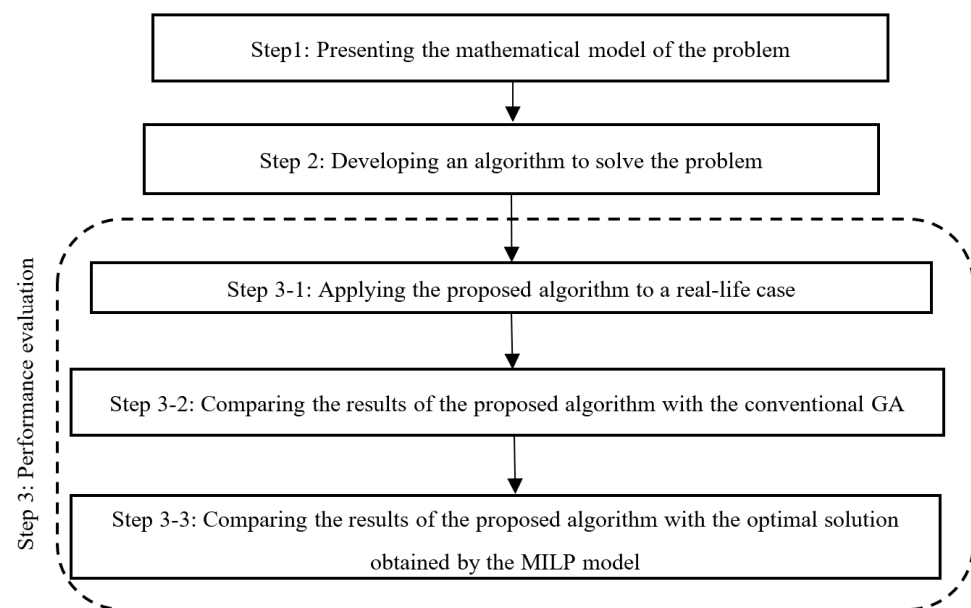 Step1: Presenting the mathematical model of the problem
Step 2: Developing an algorithm to solve the problem
Step 3: Performance evaluation
Step 3-1: Applying the proposed algorithm to a real-life case
Step 3-2: Comparing the results of the proposed algorithm with the conventional GA
Step 3-3: Comparing the results of the proposed algorithm with the optimal solution
obtained by the MILP model